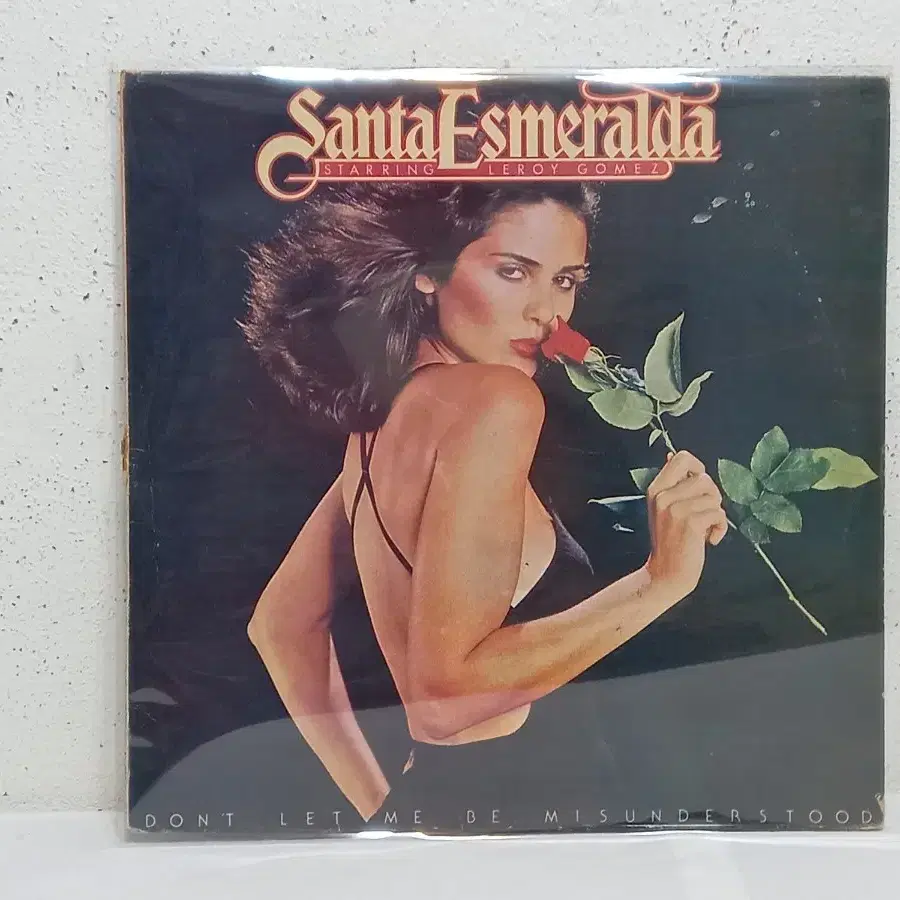 Santa Esmeralda
STARRING LEROY GOMEZ
DON'T LET ME BE MISUNDERSTOOD